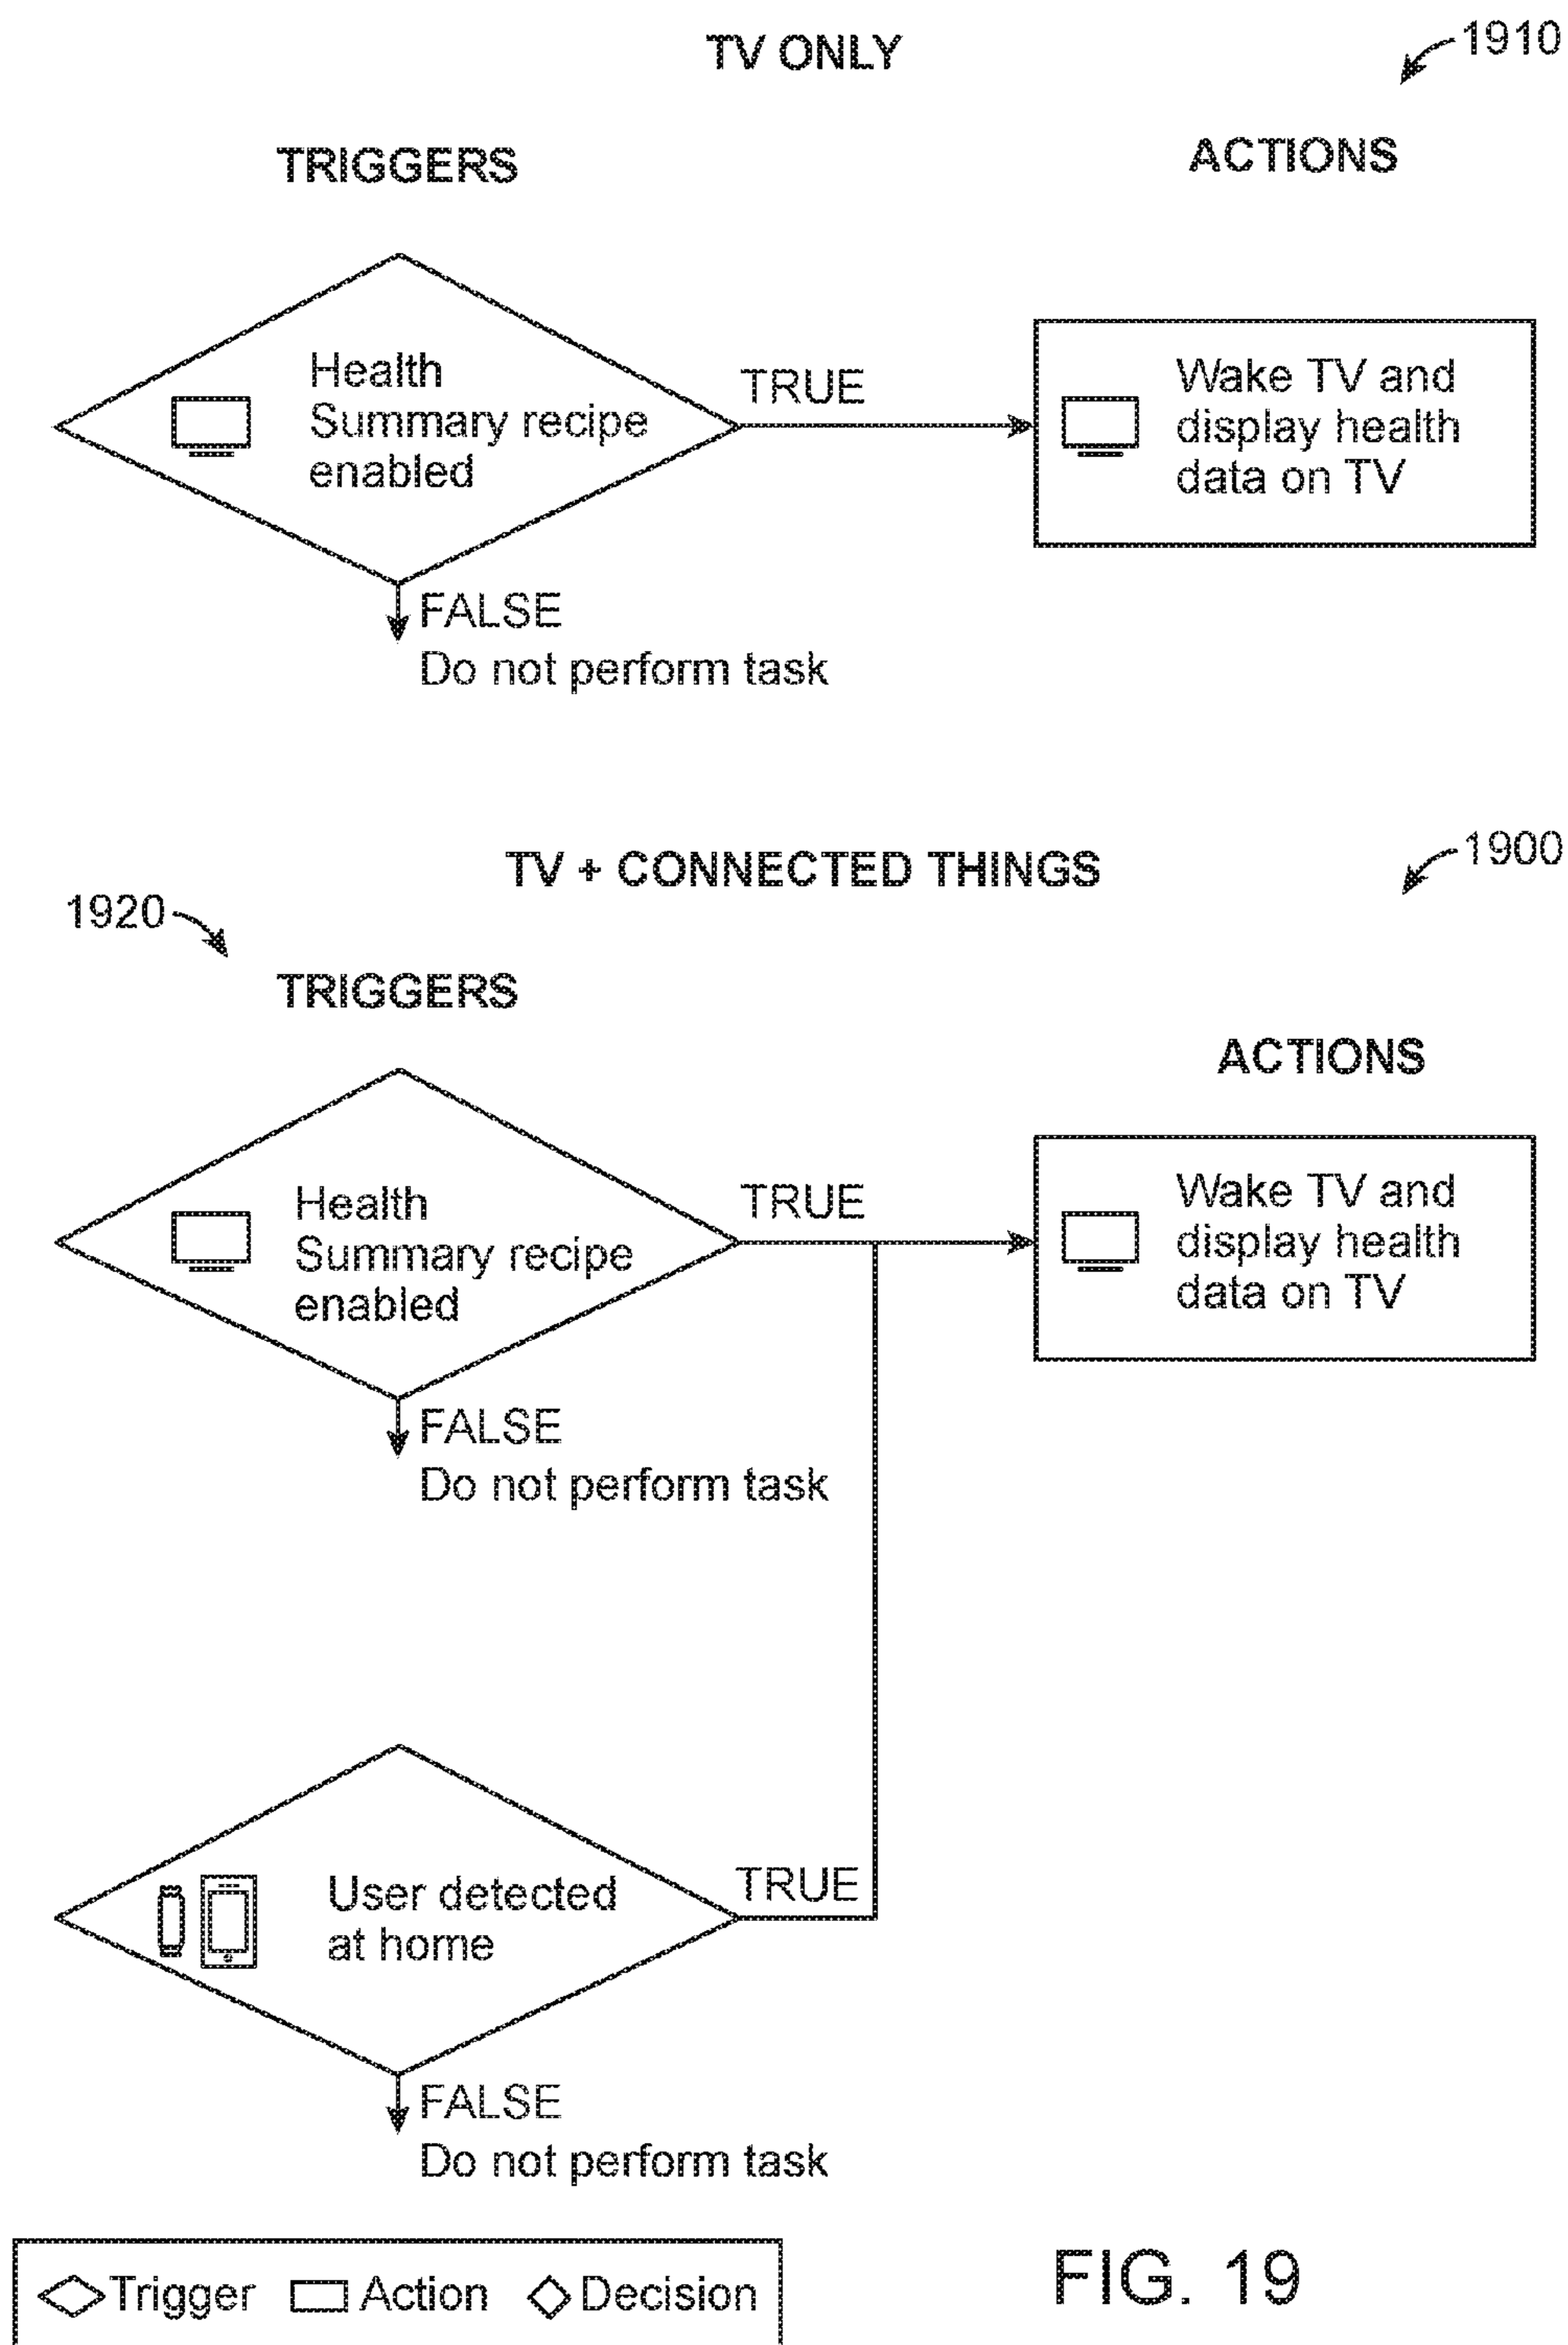 TV ONLY
1910
TRIGGERS
ACTIONS
Health
Summary recipe
enabled
TRUE
Wake TV and
display health
data on TV
FALSE
Do not perform task
TV + CONNECTED THINGS
1900
1920
TRIGGERS
ACTIONS
Health
Summary recipe
enabled
TRUE
Wake TV and
display health
data on TV
FALSE
Do not perform task
User detected
at home
TRUE
FALSE
Do not perform task
Trigger Action Decision
FIG. 19